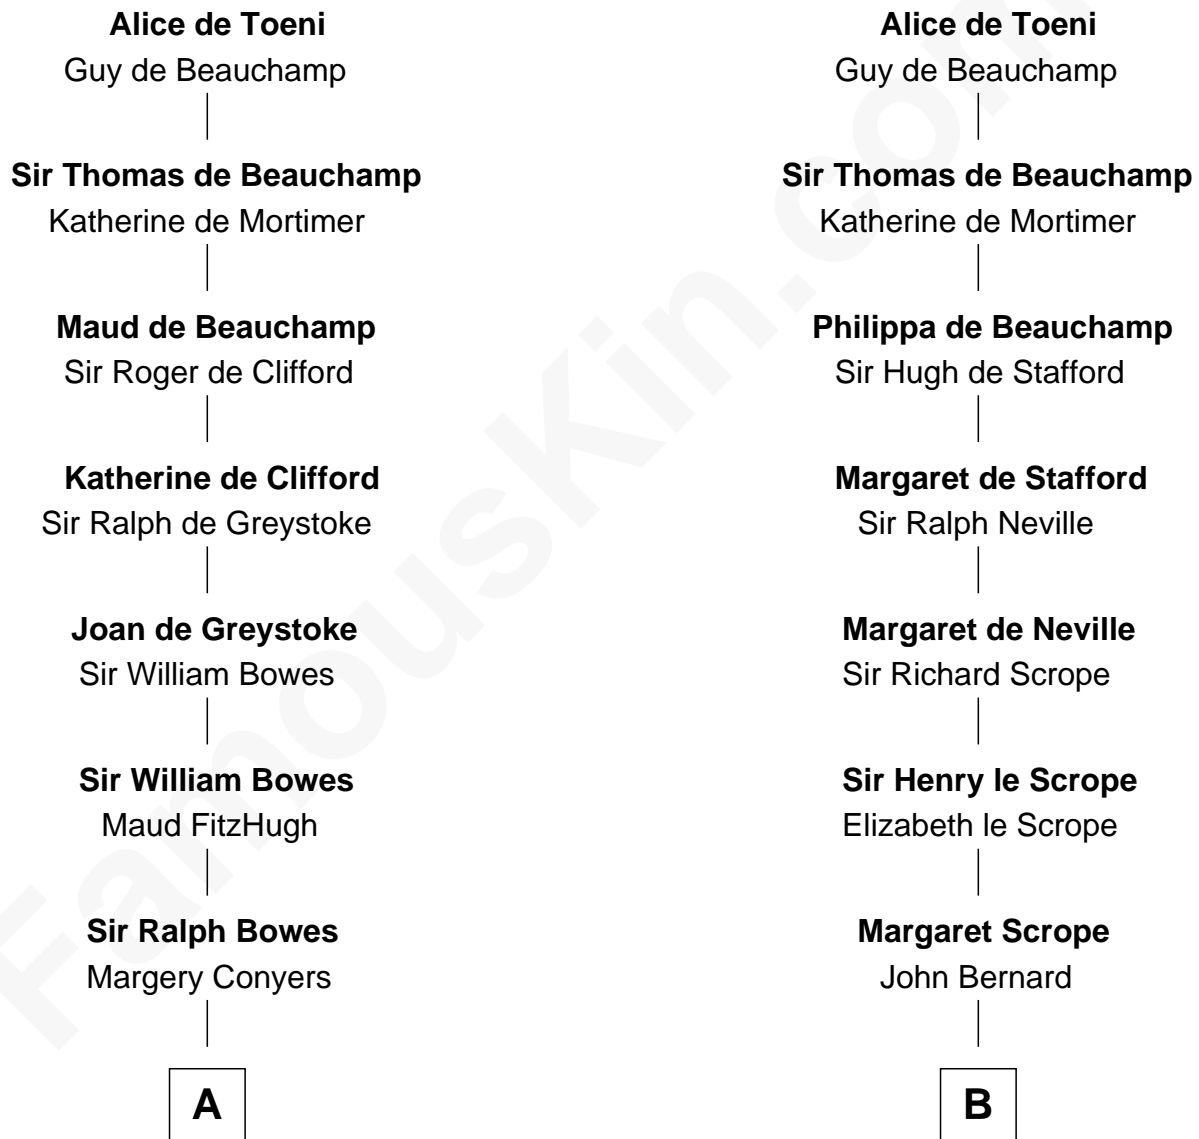 Alice de Toeni
Guy de Beauchamp
Sir Thomas de Beauchamp
Katherine de Mortimer
Maud de Beauchamp
Sir Roger de Clifford
Katherine de Clifford
Sir Ralph de Greystoke
Joan de Greystoke
Sir William Bowes
Sir William Bowes
Maud FitzHugh
Sir Ralph Bowes
Margery Conyers
A
Alice de Toeni
Guy de Beauchamp
Sir Thomas de Beauchamp
Katherine de Mortimer
Philippa de Beauchamp
Sir Hugh de Stafford
Margaret de Stafford
Sir Ralph Neville
Margaret de Neville
Sir Richard Scrope
Sir Henry le Scrope
Elizabeth le Scrope
Margaret Scrope
John Bernard
B
FamousKin.com